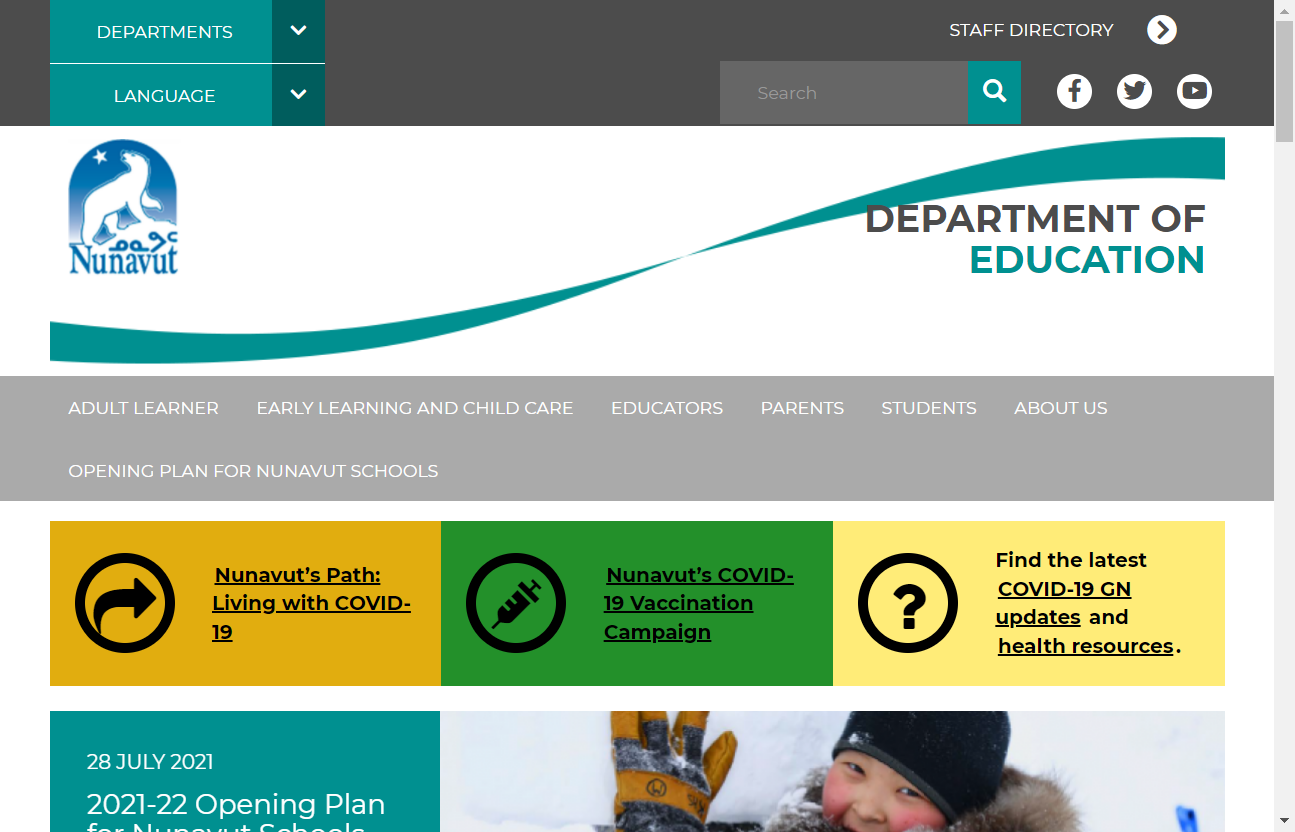 DEPARTMENTS
STAFF DIRECTORY
LANGUAGE
Search
ᓄᓇᕗᑦ
Nunavut
DEPARTMENT OF
EDUCATION
ADULT LEARNER EARLY LEARNING AND CHILD CARE EDUCATORS PARENTS STUDENTS ABOUT US
OPENING PLAN FOR NUNAVUT SCHOOLS
Nunavut’s Path:
Living with COVID-
19
Nunavut’s COVID-
19 Vaccination
Campaign
Find the latest
COVID-19 GN
updates and
health resources.
28 JULY 2021
2021-22 Opening Plan
for Nunavut Schools